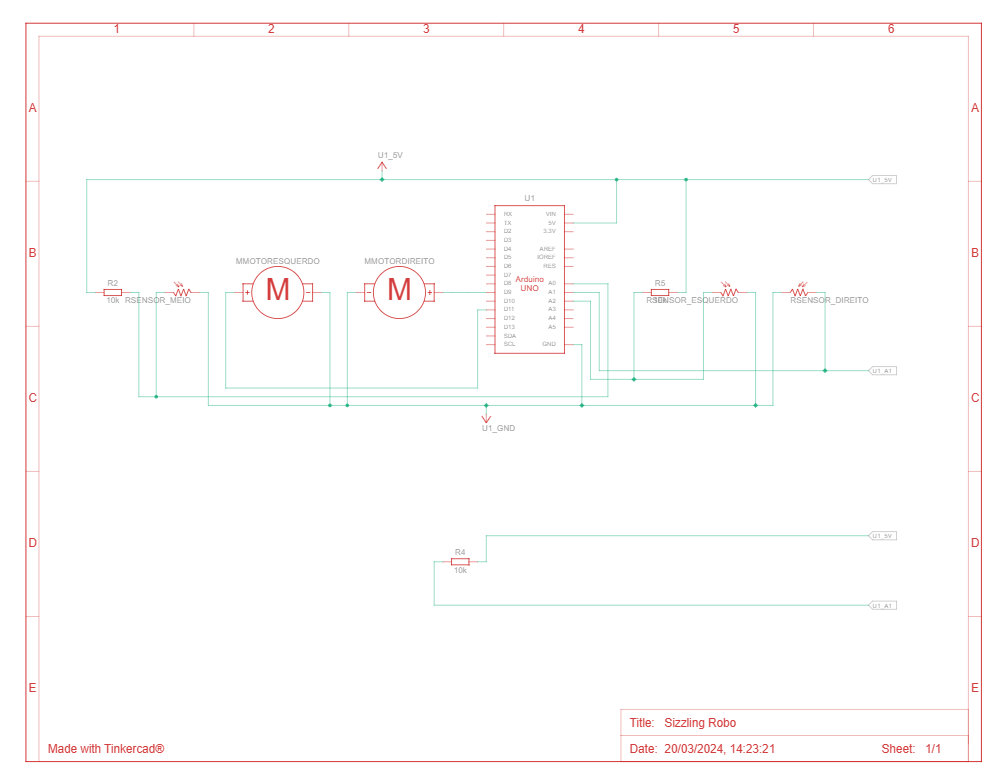 1 2 3 4 5 6
A A
U1_5V
U1_5V
U1
RX VIN
TX 5V
D2 3.3V
D3
B B
D4 AREF
D5 IOREF
MMOTORESQUERDO MMOTORDIREITO
D6 RES
D7
Arduino
UNO
R2 R5
D8 A0
M M
10k RSENSOR_MEIO
D9 A1
RSENSOR_ESQUERDO RSENSOR_DIREITO
D10 A2
D11 A3
D12 A4
D13 A5
SDA
SCL GND
U1_A1
C C
U1_GND
U1_5V
D D
R4
10k
U1_A1
E E
Title: Sizzling Robo
Made with Tinkercad®
Date: 20/03/2024, 14:23:21 Sheet: 1/1